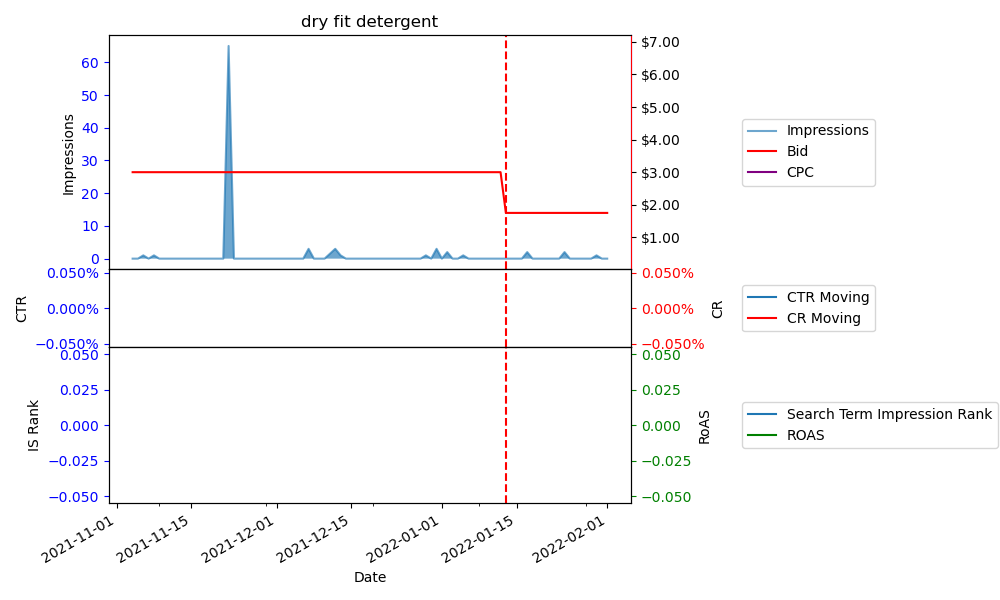 dry fit detergent
60
50
40
30
20
10
0
Impressions
$7.00
$6.00
$5.00
$4.00
$3.00
$2.00
$1.00
Impressions
Bid
CPC
0.050%
0.000%
−0.050%
CTR
0.050%
0.000%
−0.050%
CR
CTR Moving
CR Moving
0.050
0.025
0.000
−0.025
−0.050
IS Rank
0.050
0.025
0.000
−0.025
−0.050
RoAS
Search Term Impression Rank
ROAS
2021-11-01
2021-11-15
2021-12-01
2021-12-15
2022-01-01
2022-01-15
2022-02-01
Date